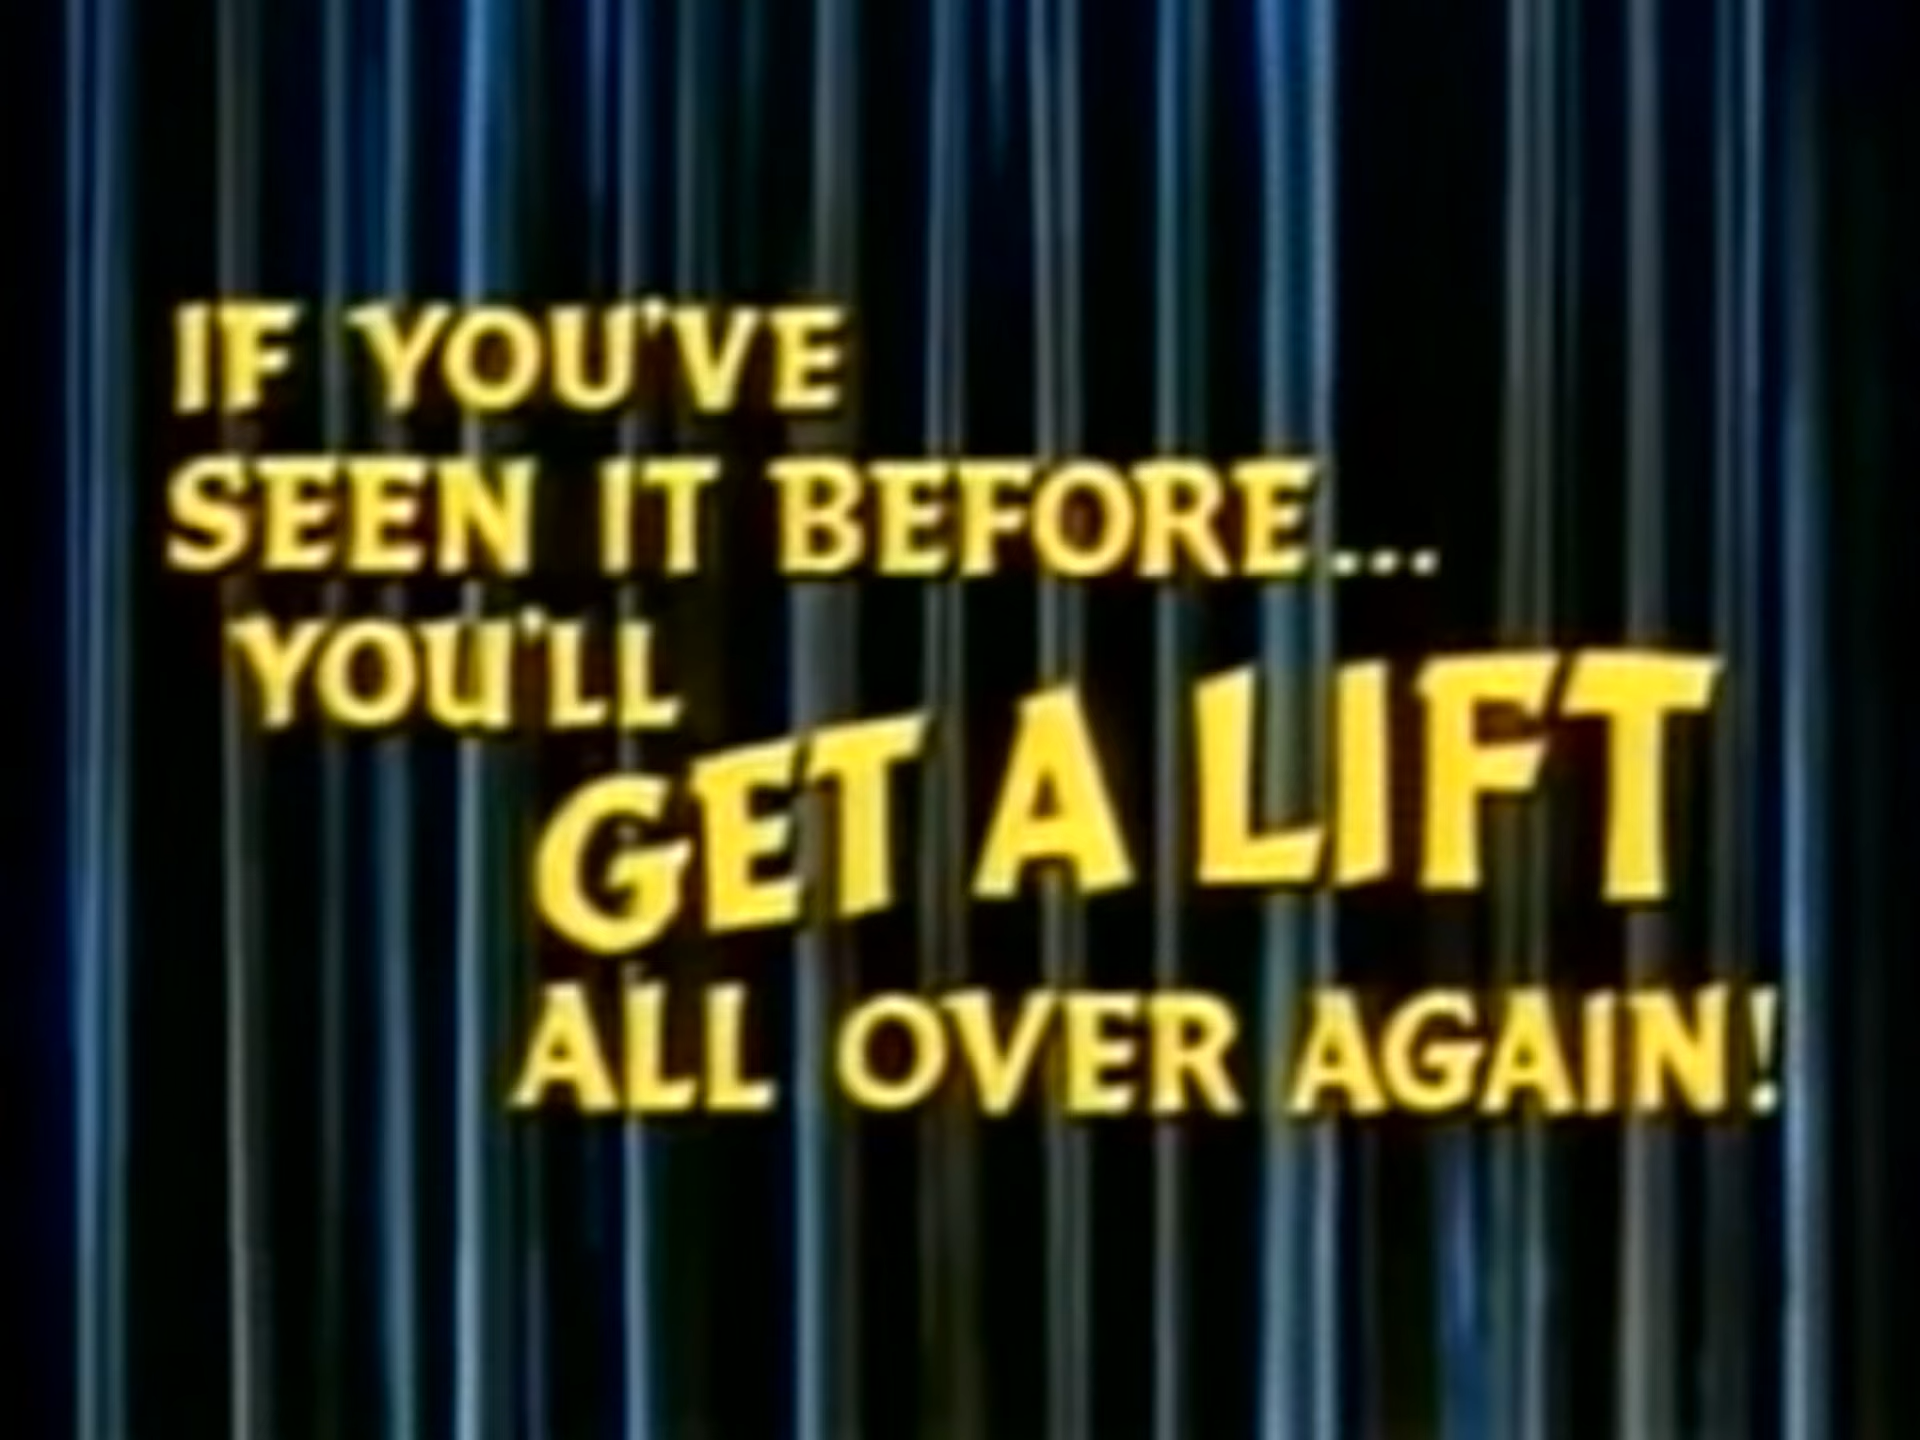 IF YOU'VE
SEEN IT BEFORE...
YOU'LL
GET A LIFT
ALL OVER AGAIN!